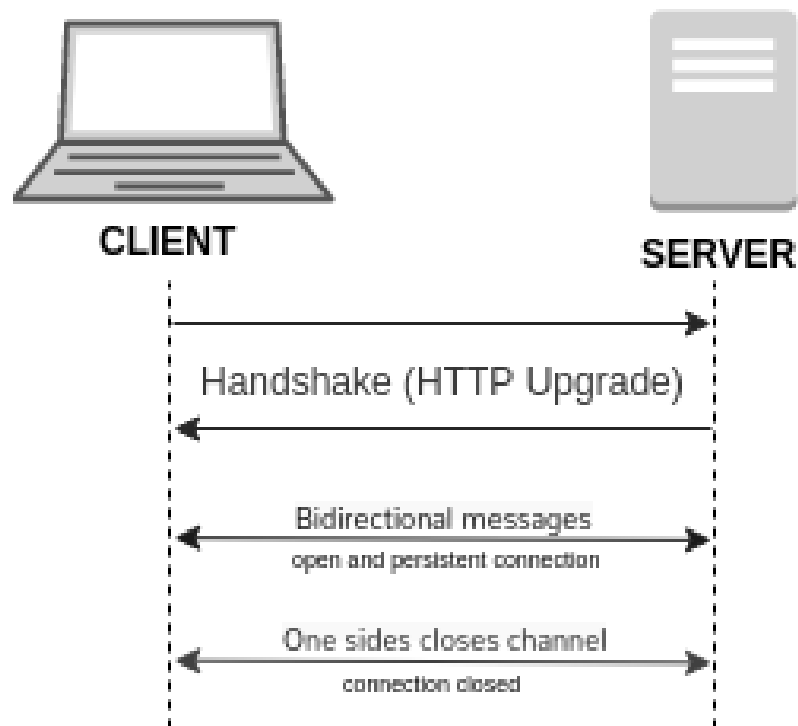 CLIENT
SERVER
Handshake (HTTP Upgrade)
Bidirectional messages
open and persistent connection
One sides closes channel
connection closed